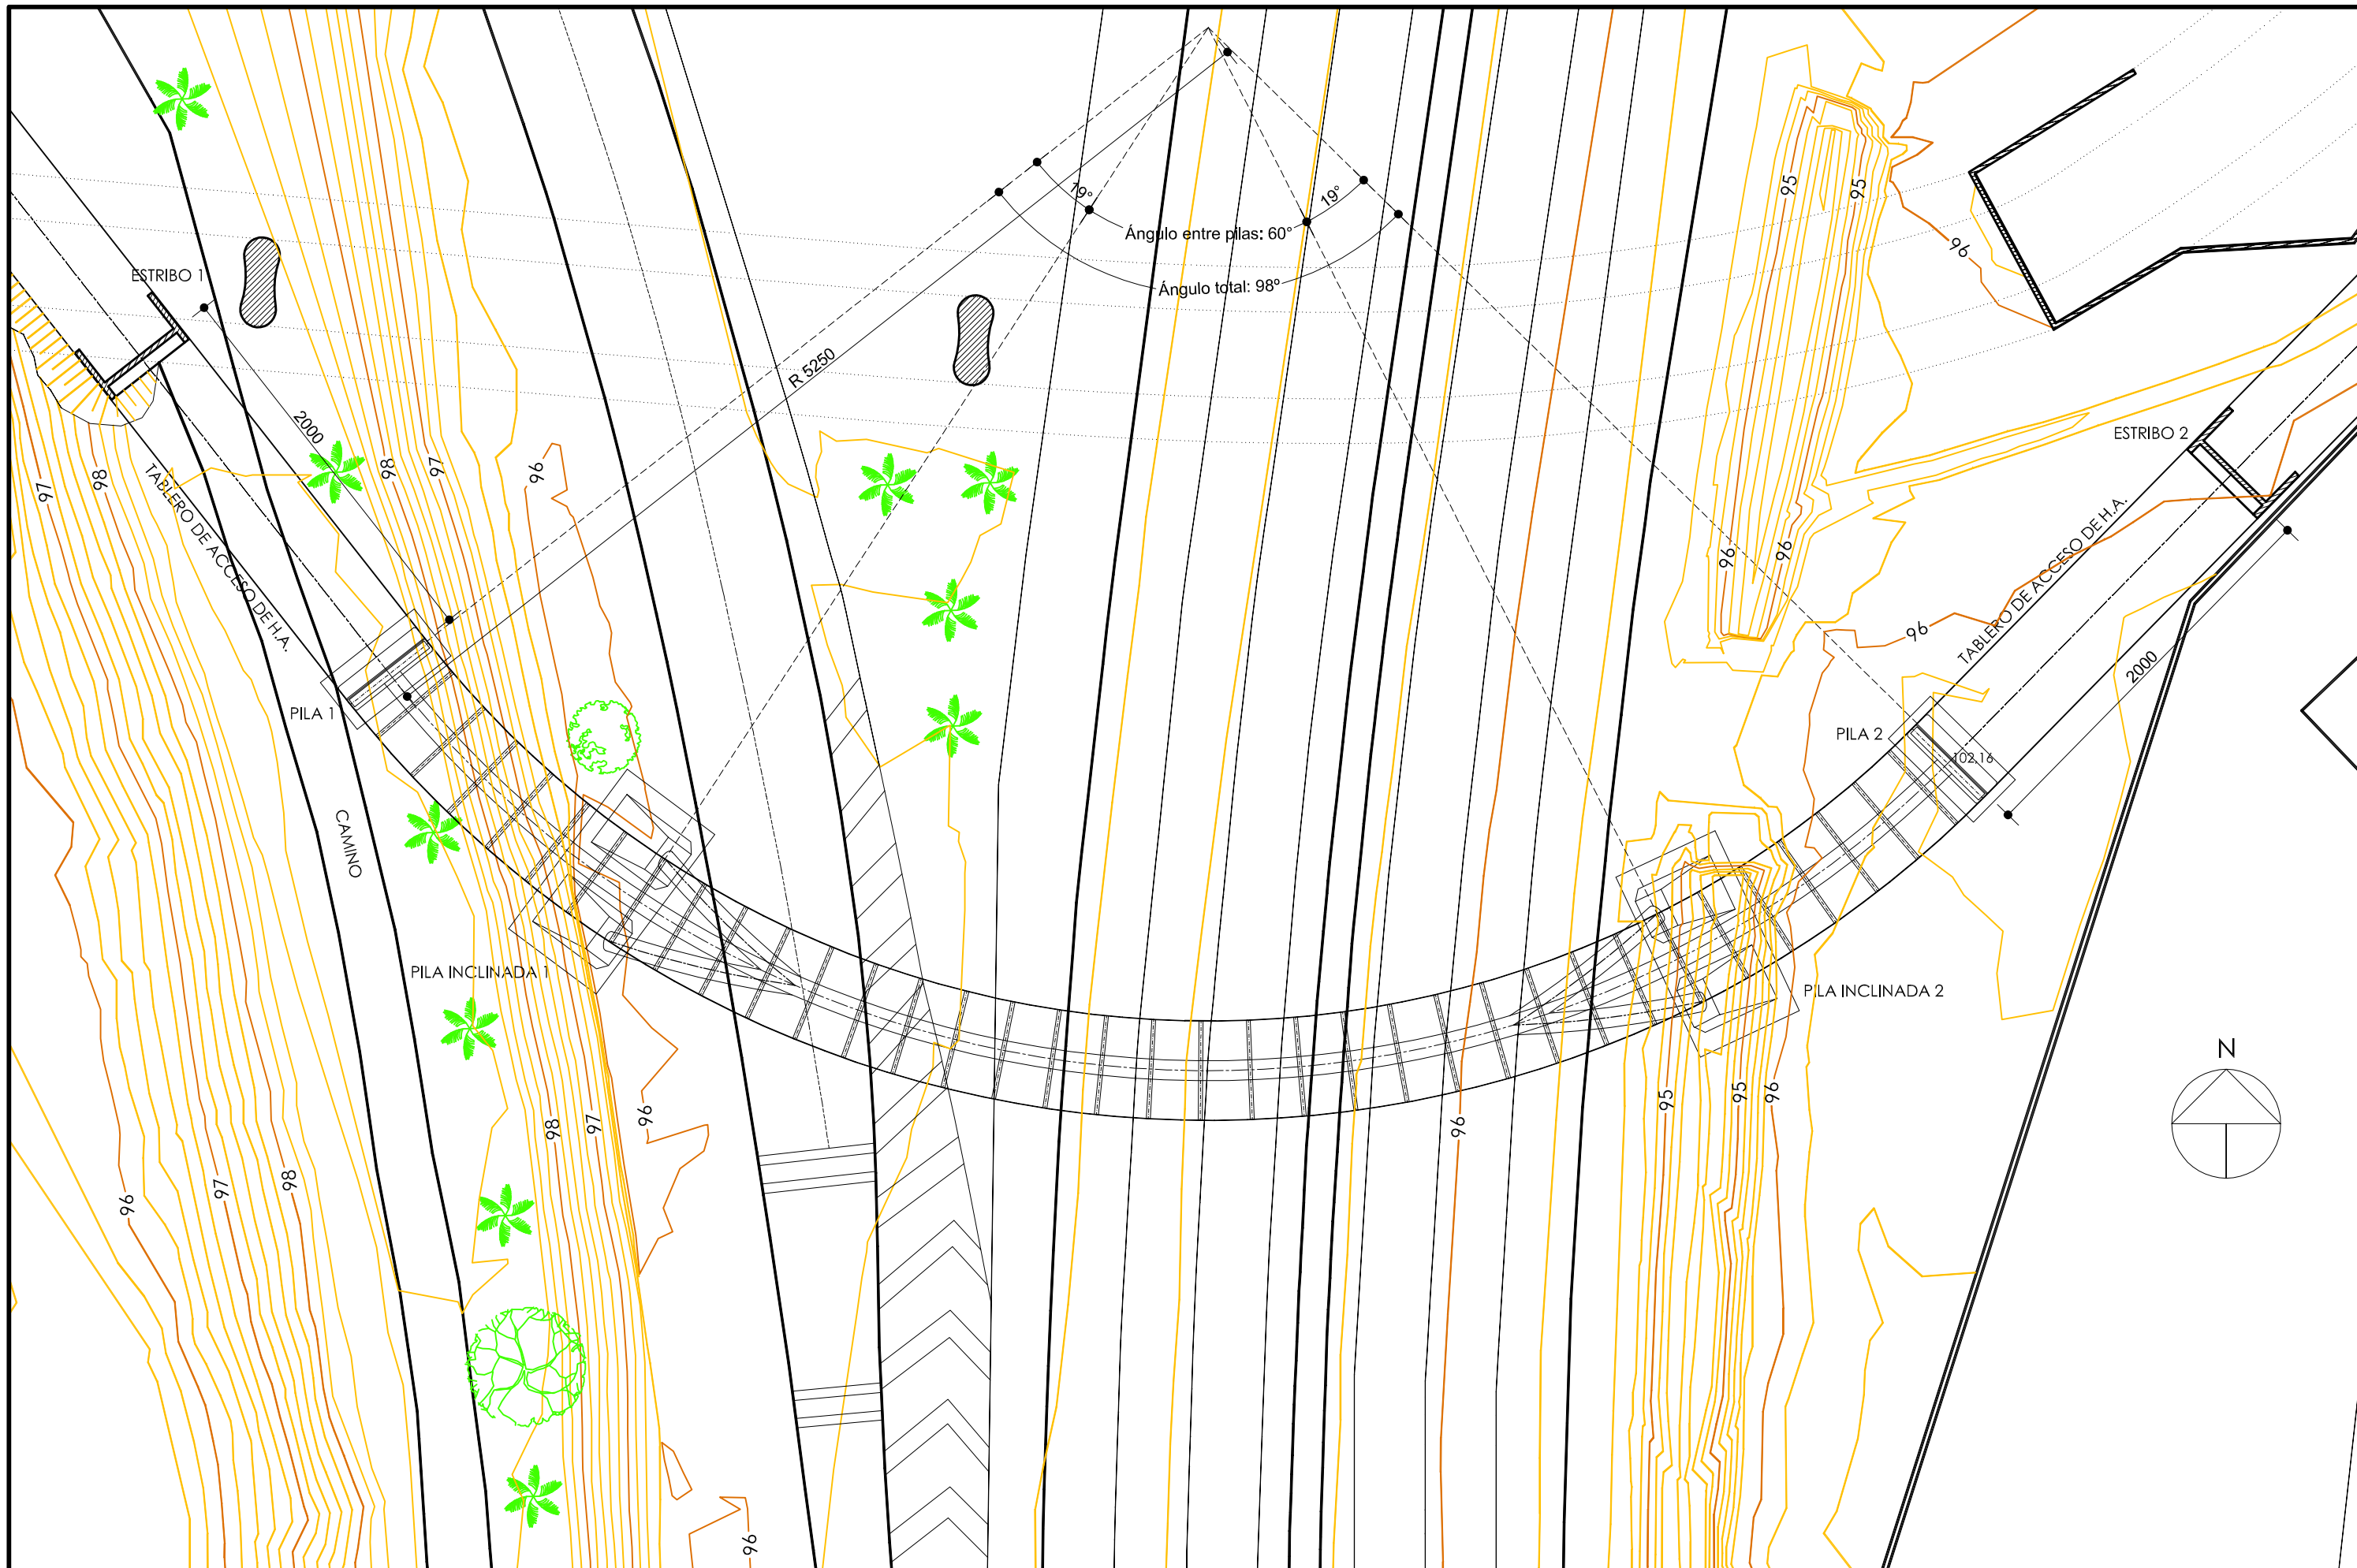 19°
19°
Ángulo entre pilas: 60°
Ángulo total: 98º
R 5250
95
95
96
ESTRIBO 1
2000
98
97
96
97
98
TABLERO DE ACCESO DE H.A.
ESTRIBO 2
96
96
96
TABLERO DE ACCESO DE H.A.
2000
PILA 1
PILA 2
102,16
CAMINO
PILA INCLINADA 1
PILA INCLINADA 2
N
98
97
96
96
95
95
96
96
97
98
96